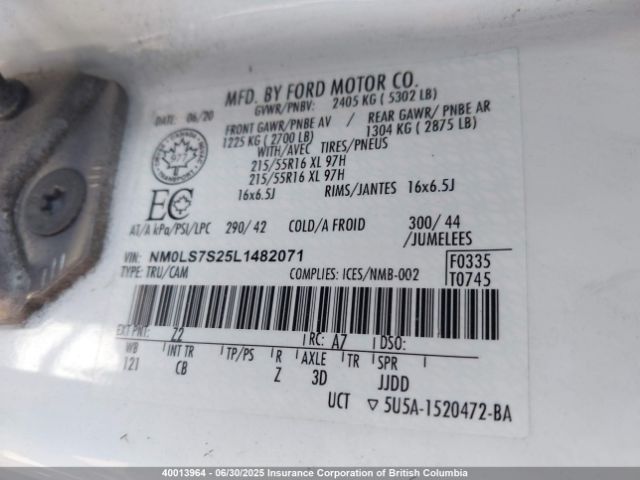 MFD. BY FORD MOTOR CO.
DATE 06/20
GVWR/PNBV: 2405 KG ( 5302 LB)
FRONT GAWR/PNBE AV / REAR GAWR/ PNBE AR
1225 KG ( 2700 LB) / 1304 KG ( 2875 LB)
WITH/AVEC TIRES/PNEUS
215/55R16 XL 97H
215/55R16 XL 97H
16x6.5J RIMS/JANTES 16x6.5J
CANADA
TRANSPORT
EC
AT/A kPa/PSI/LPC 290/ 42 COLD/A FROID 300/ 44
/JUMELEES
VIN: NM0LS7S25L1482071
TYPE: TRU/CAM COMPLIES: ICES/NMB-002
F0335
T0745
EXT PNT: Z2 RC: A7 DSO:
WB INT TR TP/PS R AXLE TR SPR
121 CB Z 3D JJDD
UCT ▽ 5U5A-1520472-BA
40013964 - 06/30/2025 Insurance Corporation of British Columbia